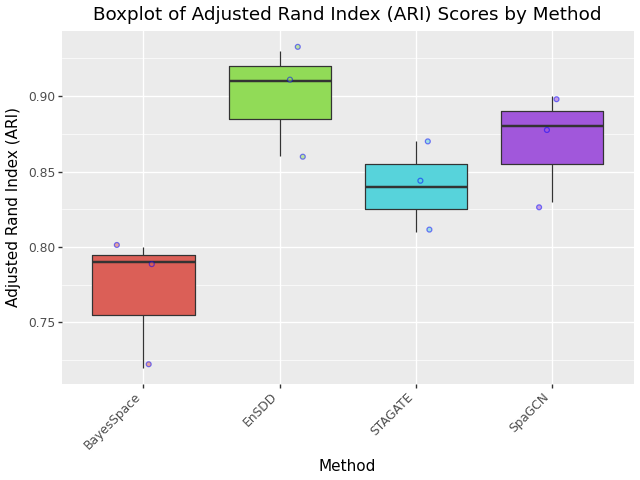 Boxplot of Adjusted Rand Index (ARI) Scores by Method
Adjusted Rand Index (ARI)
0.90
0.85
0.80
0.75
BayesSpace
EnSDD
STAGATE
SpaGCN
Method